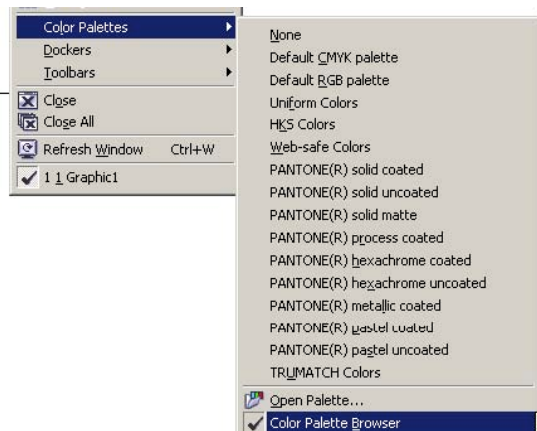 Color Palettes
Dockers
Toolbars
Close
Close All
Refresh Window Ctrl+W
1 1 Graphic1
None
Default CMYK palette
Default RGB palette
Uniform Colors
HKS Colors
Web-safe Colors
PANTONE(R) solid coated
PANTONE(R) solid uncoated
PANTONE(R) solid matte
PANTONE(R) process coated
PANTONE(R) hexachrome coated
PANTONE(R) hexachrome uncoated
PANTONE(R) metallic coated
PANTONE(R) pastel coated
PANTONE(R) pastel uncoated
TRUMATCH Colors
Open Palette...
Color Palette Browser